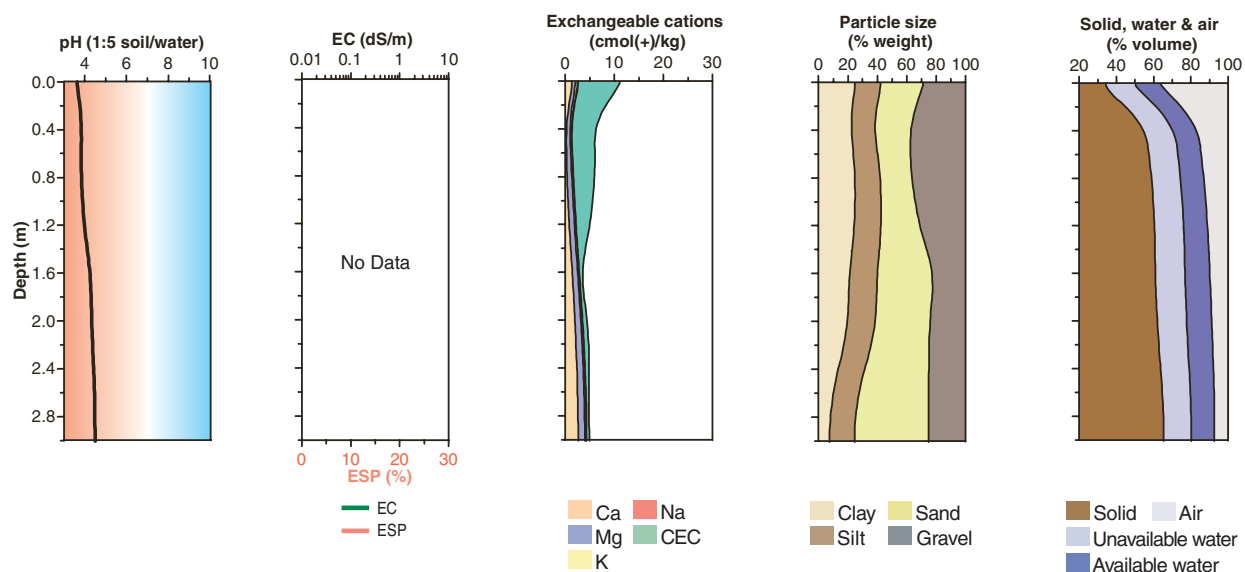 pH (1:5 soil/water)
4 6 8 10
EC (dS/m)
0.01 0.1 1 10
Exchangeable cations
(cmol(+)/kg)
0 10 20 30
Particle size
(% weight)
0 20 40 60 80 100
Solid, water & air
(% volume)
20 40 60 80 100
Depth (m)
0.0
0.4
0.8
1.2
1.6
2.0
2.4
2.8
No Data
0 10 20 30
ESP (%)
EC
ESP
Ca Na
Mg CEC
K
Clay Sand
Silt Gravel
Solid Air
Unavailable water
Available water